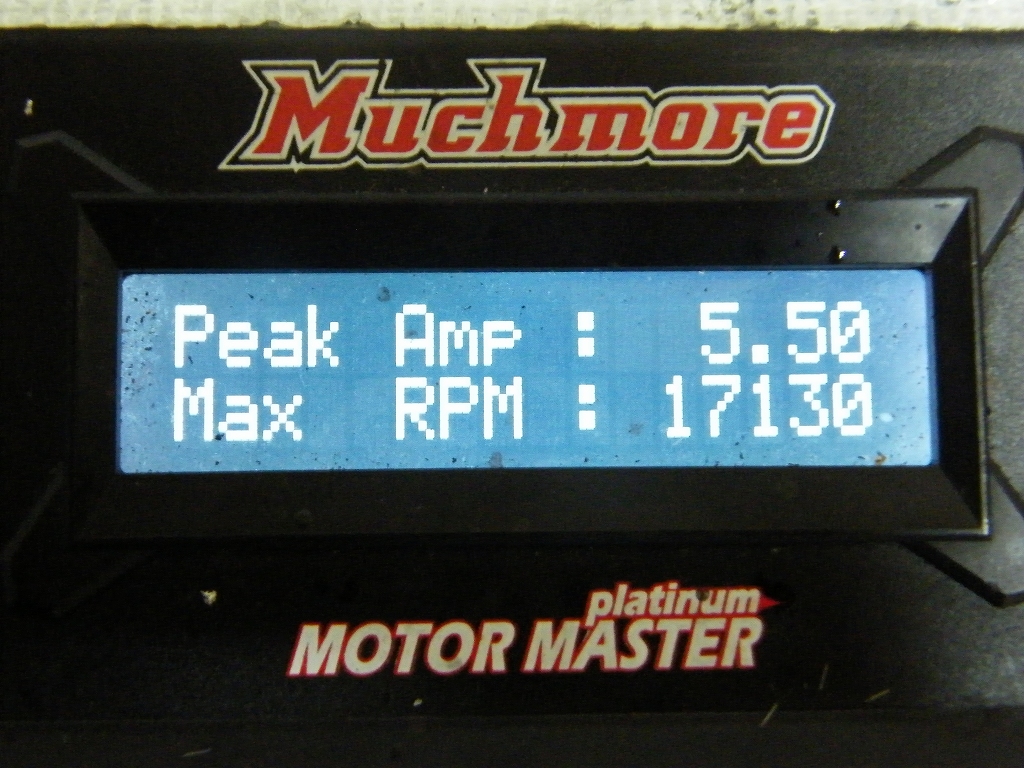 Muchmore
Peak Amp : 5.50
Max RPM : 17130
platinum
MOTOR MASTER